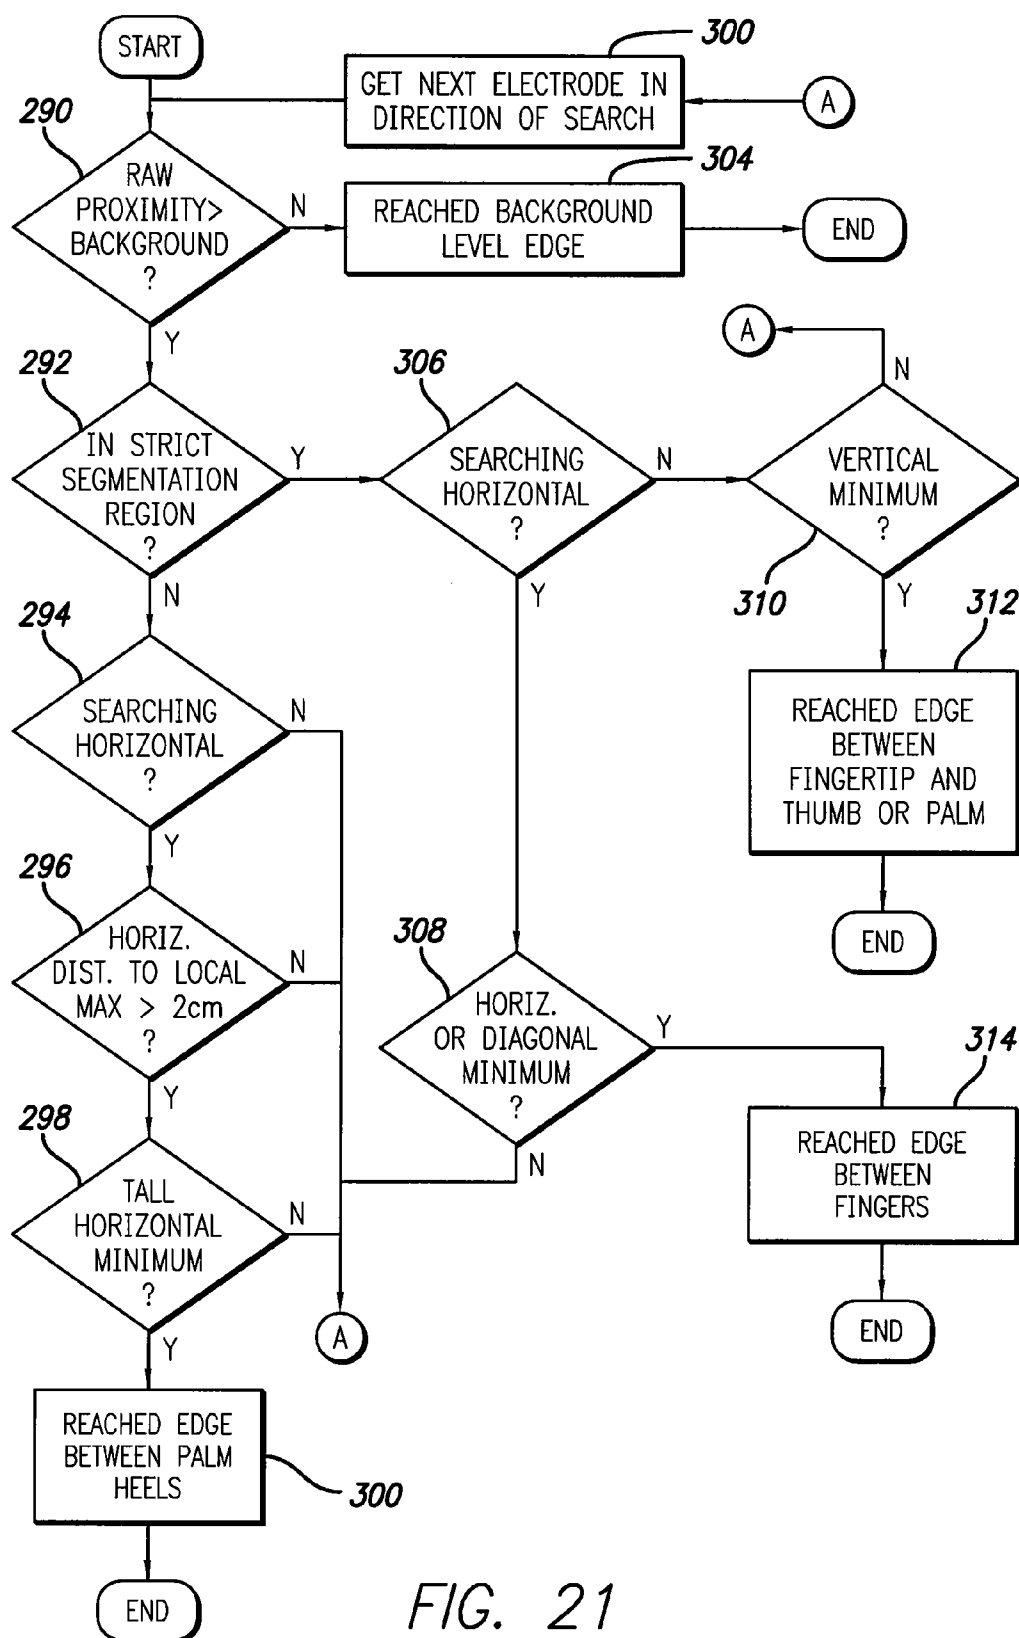 START
300
GET NEXT ELECTRODE IN
DIRECTION OF SEARCH
A
290
RAW
PROXIMITY>
BACKGROUND
?
N
Y
304
REACHED BACKGROUND
LEVEL EDGE
END
292
IN STRICT
SEGMENTATION
REGION
?
Y
N
306
SEARCHING
HORIZONTAL
?
N
Y
A
N
VERTICAL
MINIMUM
?
310
Y
312
REACHED EDGE
BETWEEN
FINGERTIP AND
THUMB OR PALM
END
294
SEARCHING
HORIZONTAL
?
N
Y
296
HORIZ.
DIST. TO LOCAL
MAX > 2cm
?
N
Y
308
HORIZ.
OR DIAGONAL
MINIMUM
?
Y
N
314
REACHED EDGE
BETWEEN
FINGERS
END
298
TALL
HORIZONTAL
MINIMUM
?
N
Y
A
REACHED EDGE
BETWEEN PALM
HEELS
300
END
FIG. 21